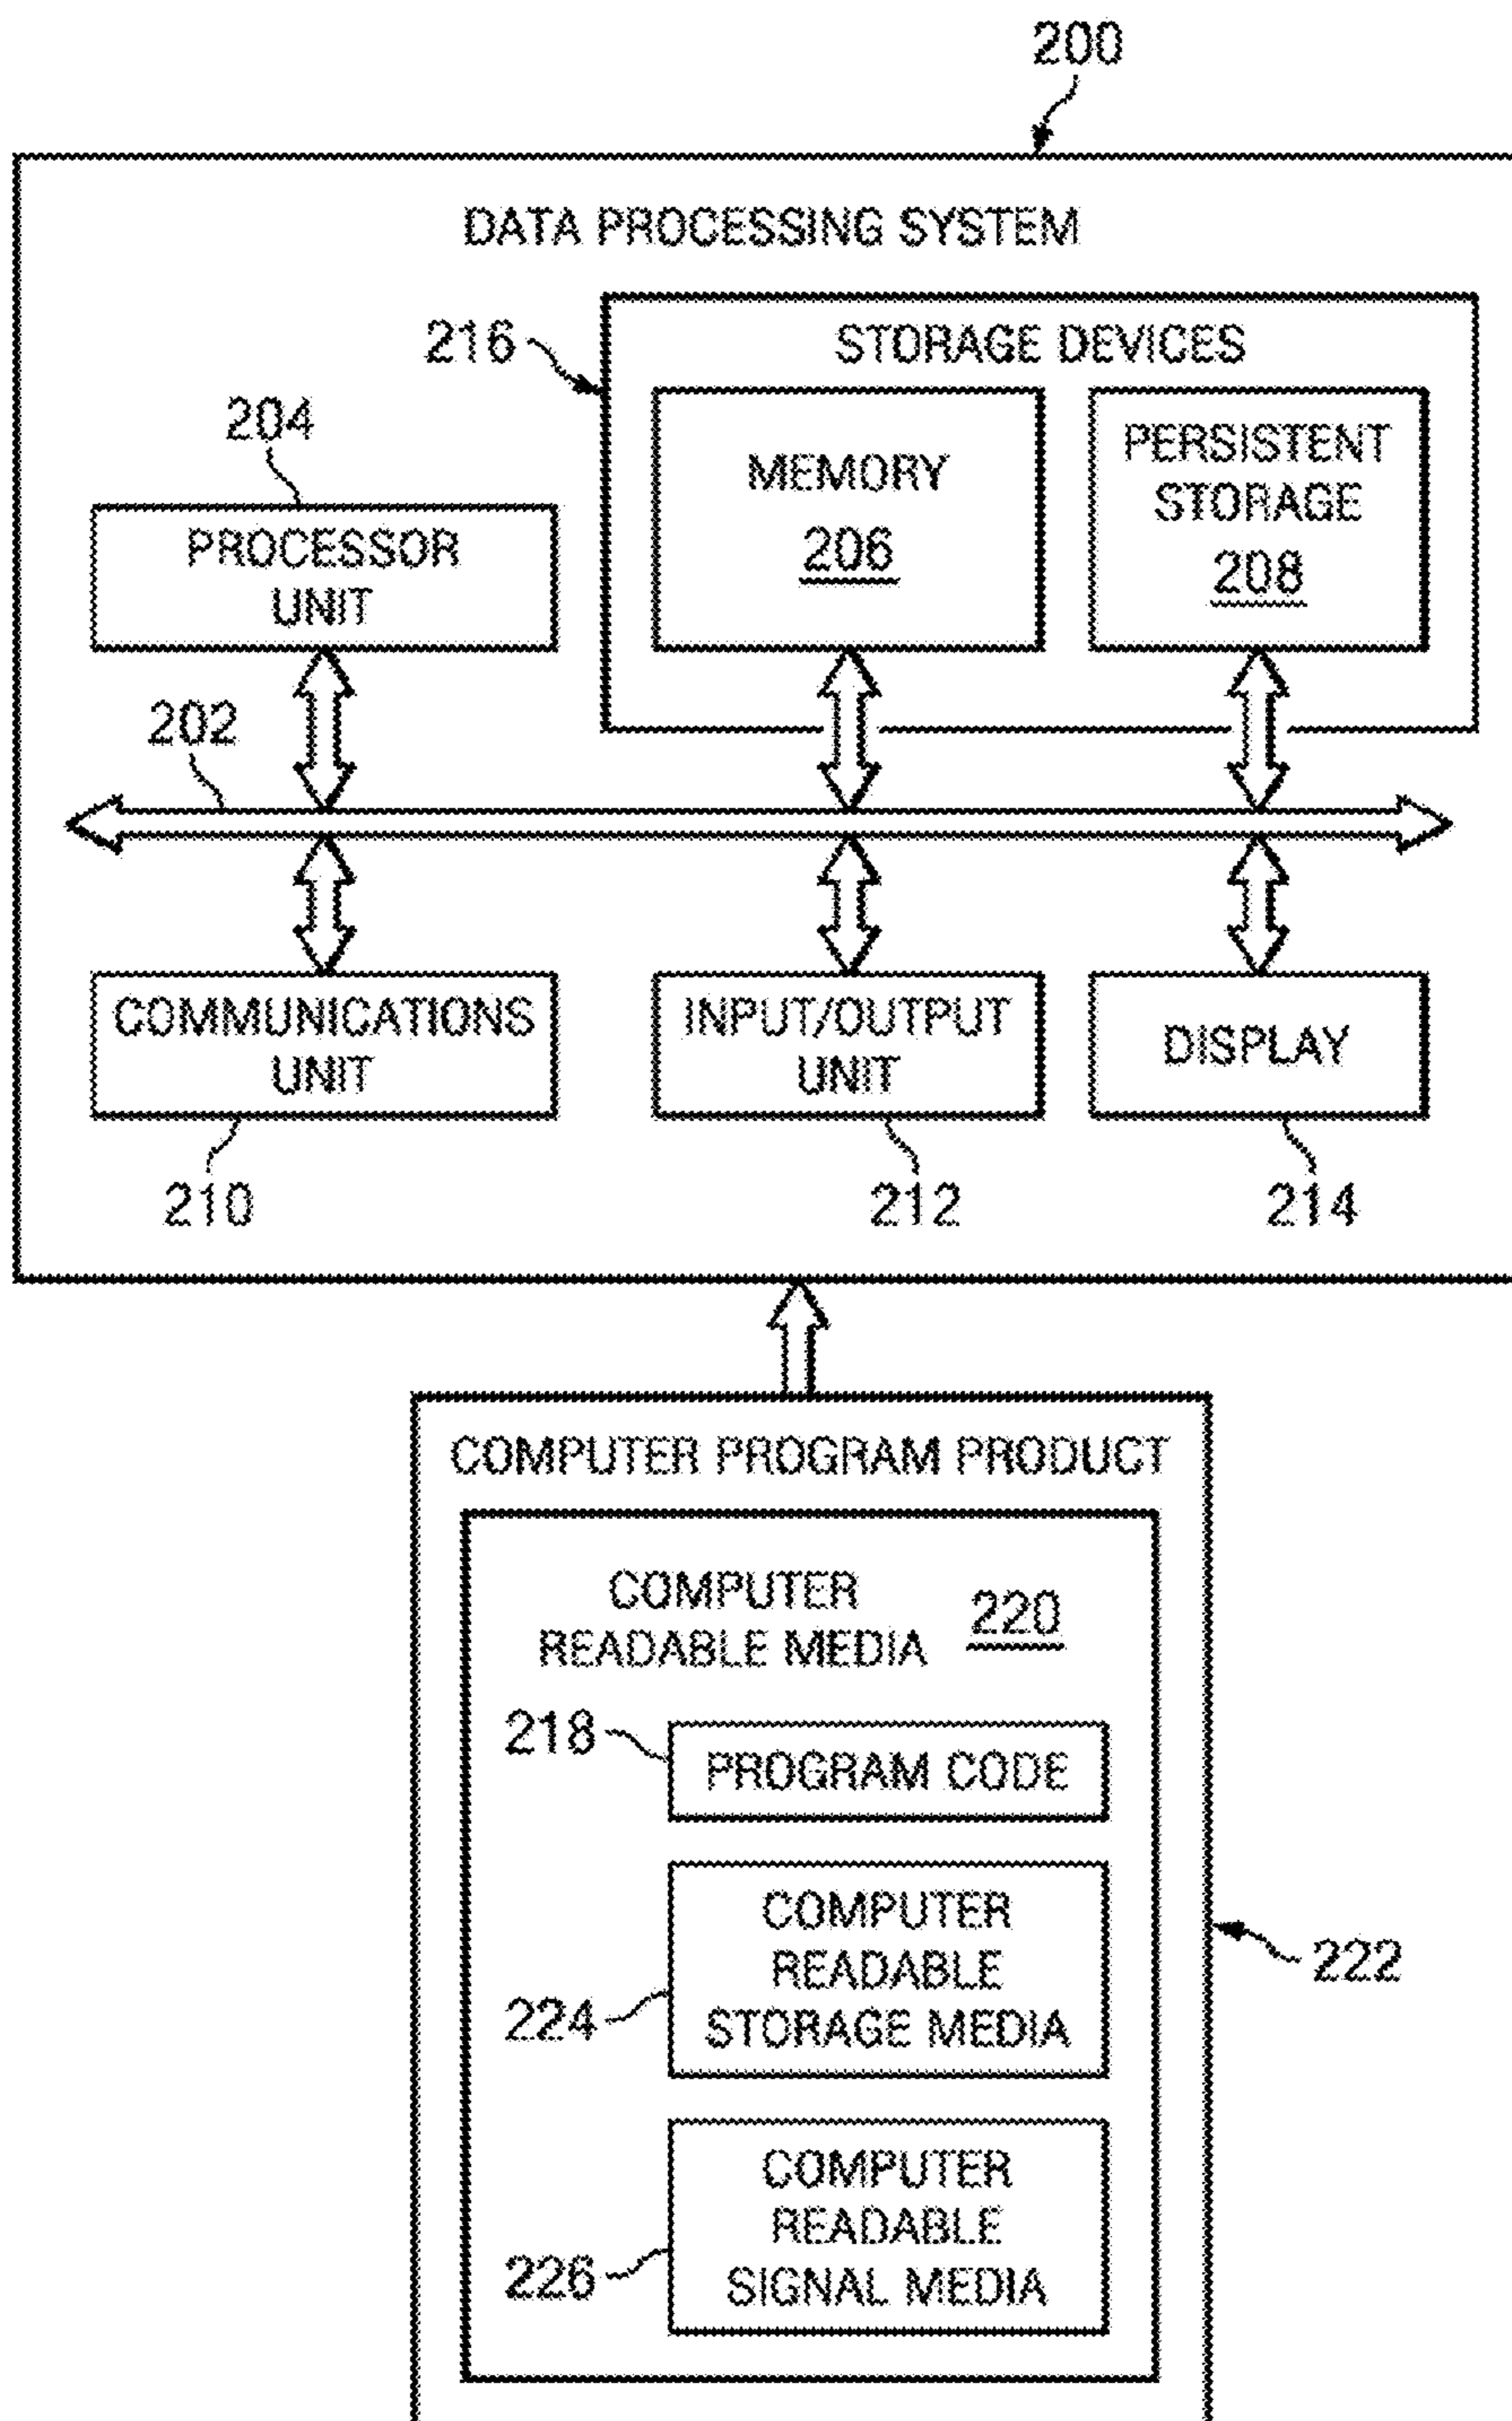 200
DATA PROCESSING SYSTEM
216
STORAGE DEVICES
204
MEMORY
206
PERSISTENT
STORAGE
208
PROCESSOR
UNIT
202
COMMUNICATIONS
UNIT
INPUT/OUTPUT
UNIT
DISPLAY
210
212
214
COMPUTER PROGRAM PRODUCT
COMPUTER
READABLE MEDIA
220
218
PROGRAM CODE
COMPUTER
READABLE
STORAGE MEDIA
224
222
COMPUTER
READABLE
SIGNAL MEDIA
226